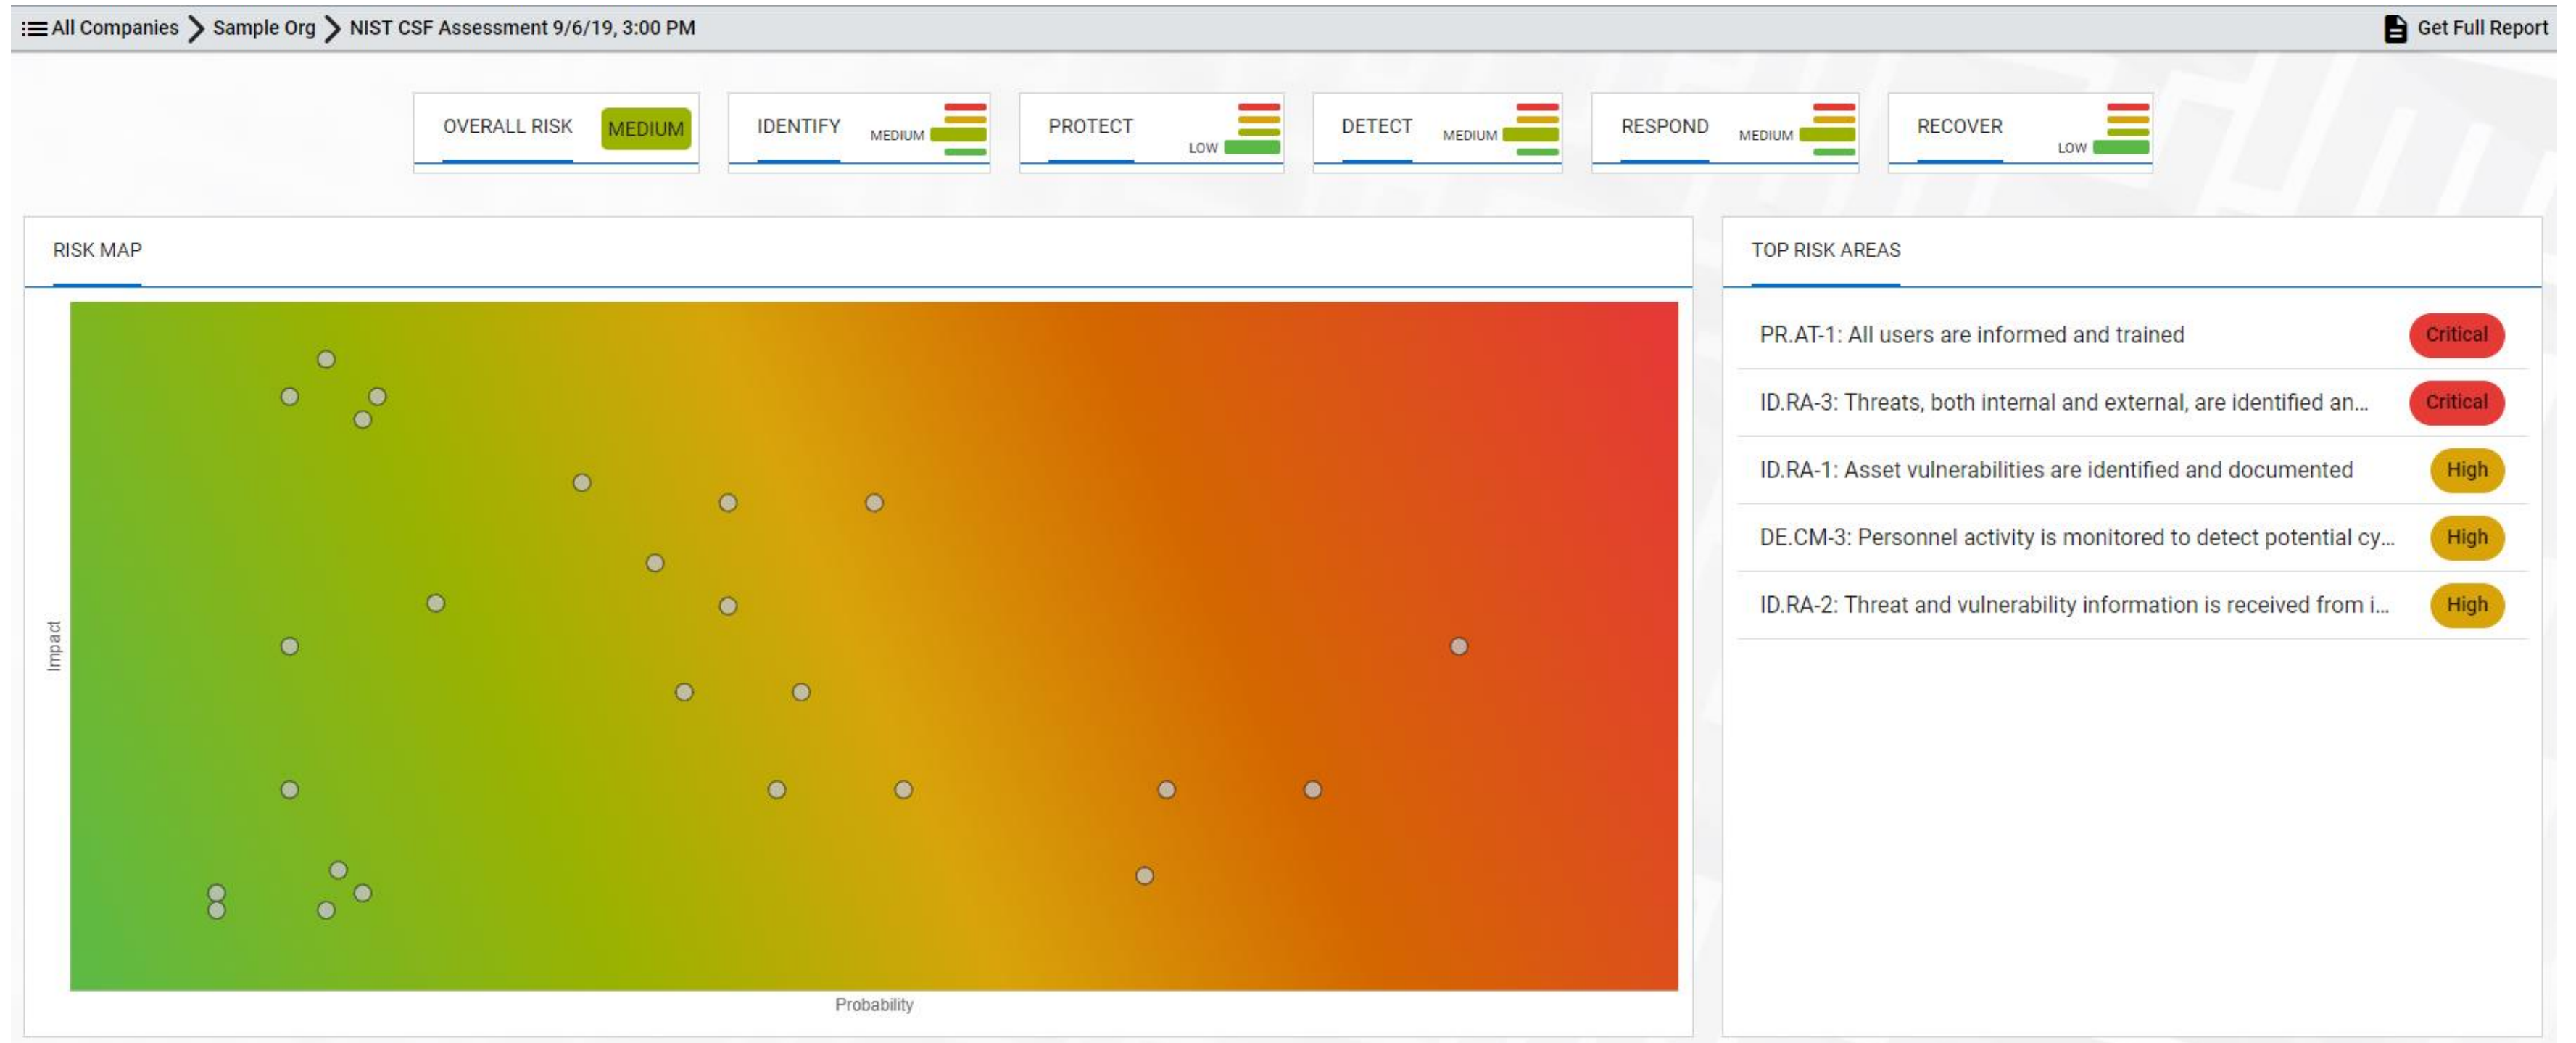 All Companies Sample Org NIST CSF Assessment 9/6/19, 3:00 PM
Get Full Report
OVERALL RISK MEDIUM
IDENTIFY MEDIUM
PROTECT LOW
DETECT MEDIUM
RESPOND MEDIUM
RECOVER LOW
RISK MAP
Impact
Probability
TOP RISK AREAS
PR.AT-1: All users are informed and trained Critical
ID.RA-3: Threats, both internal and external, are identified an... Critical
ID.RA-1: Asset vulnerabilities are identified and documented High
DE.CM-3: Personnel activity is monitored to detect potential cy... High
ID.RA-2: Threat and vulnerability information is received from i... High